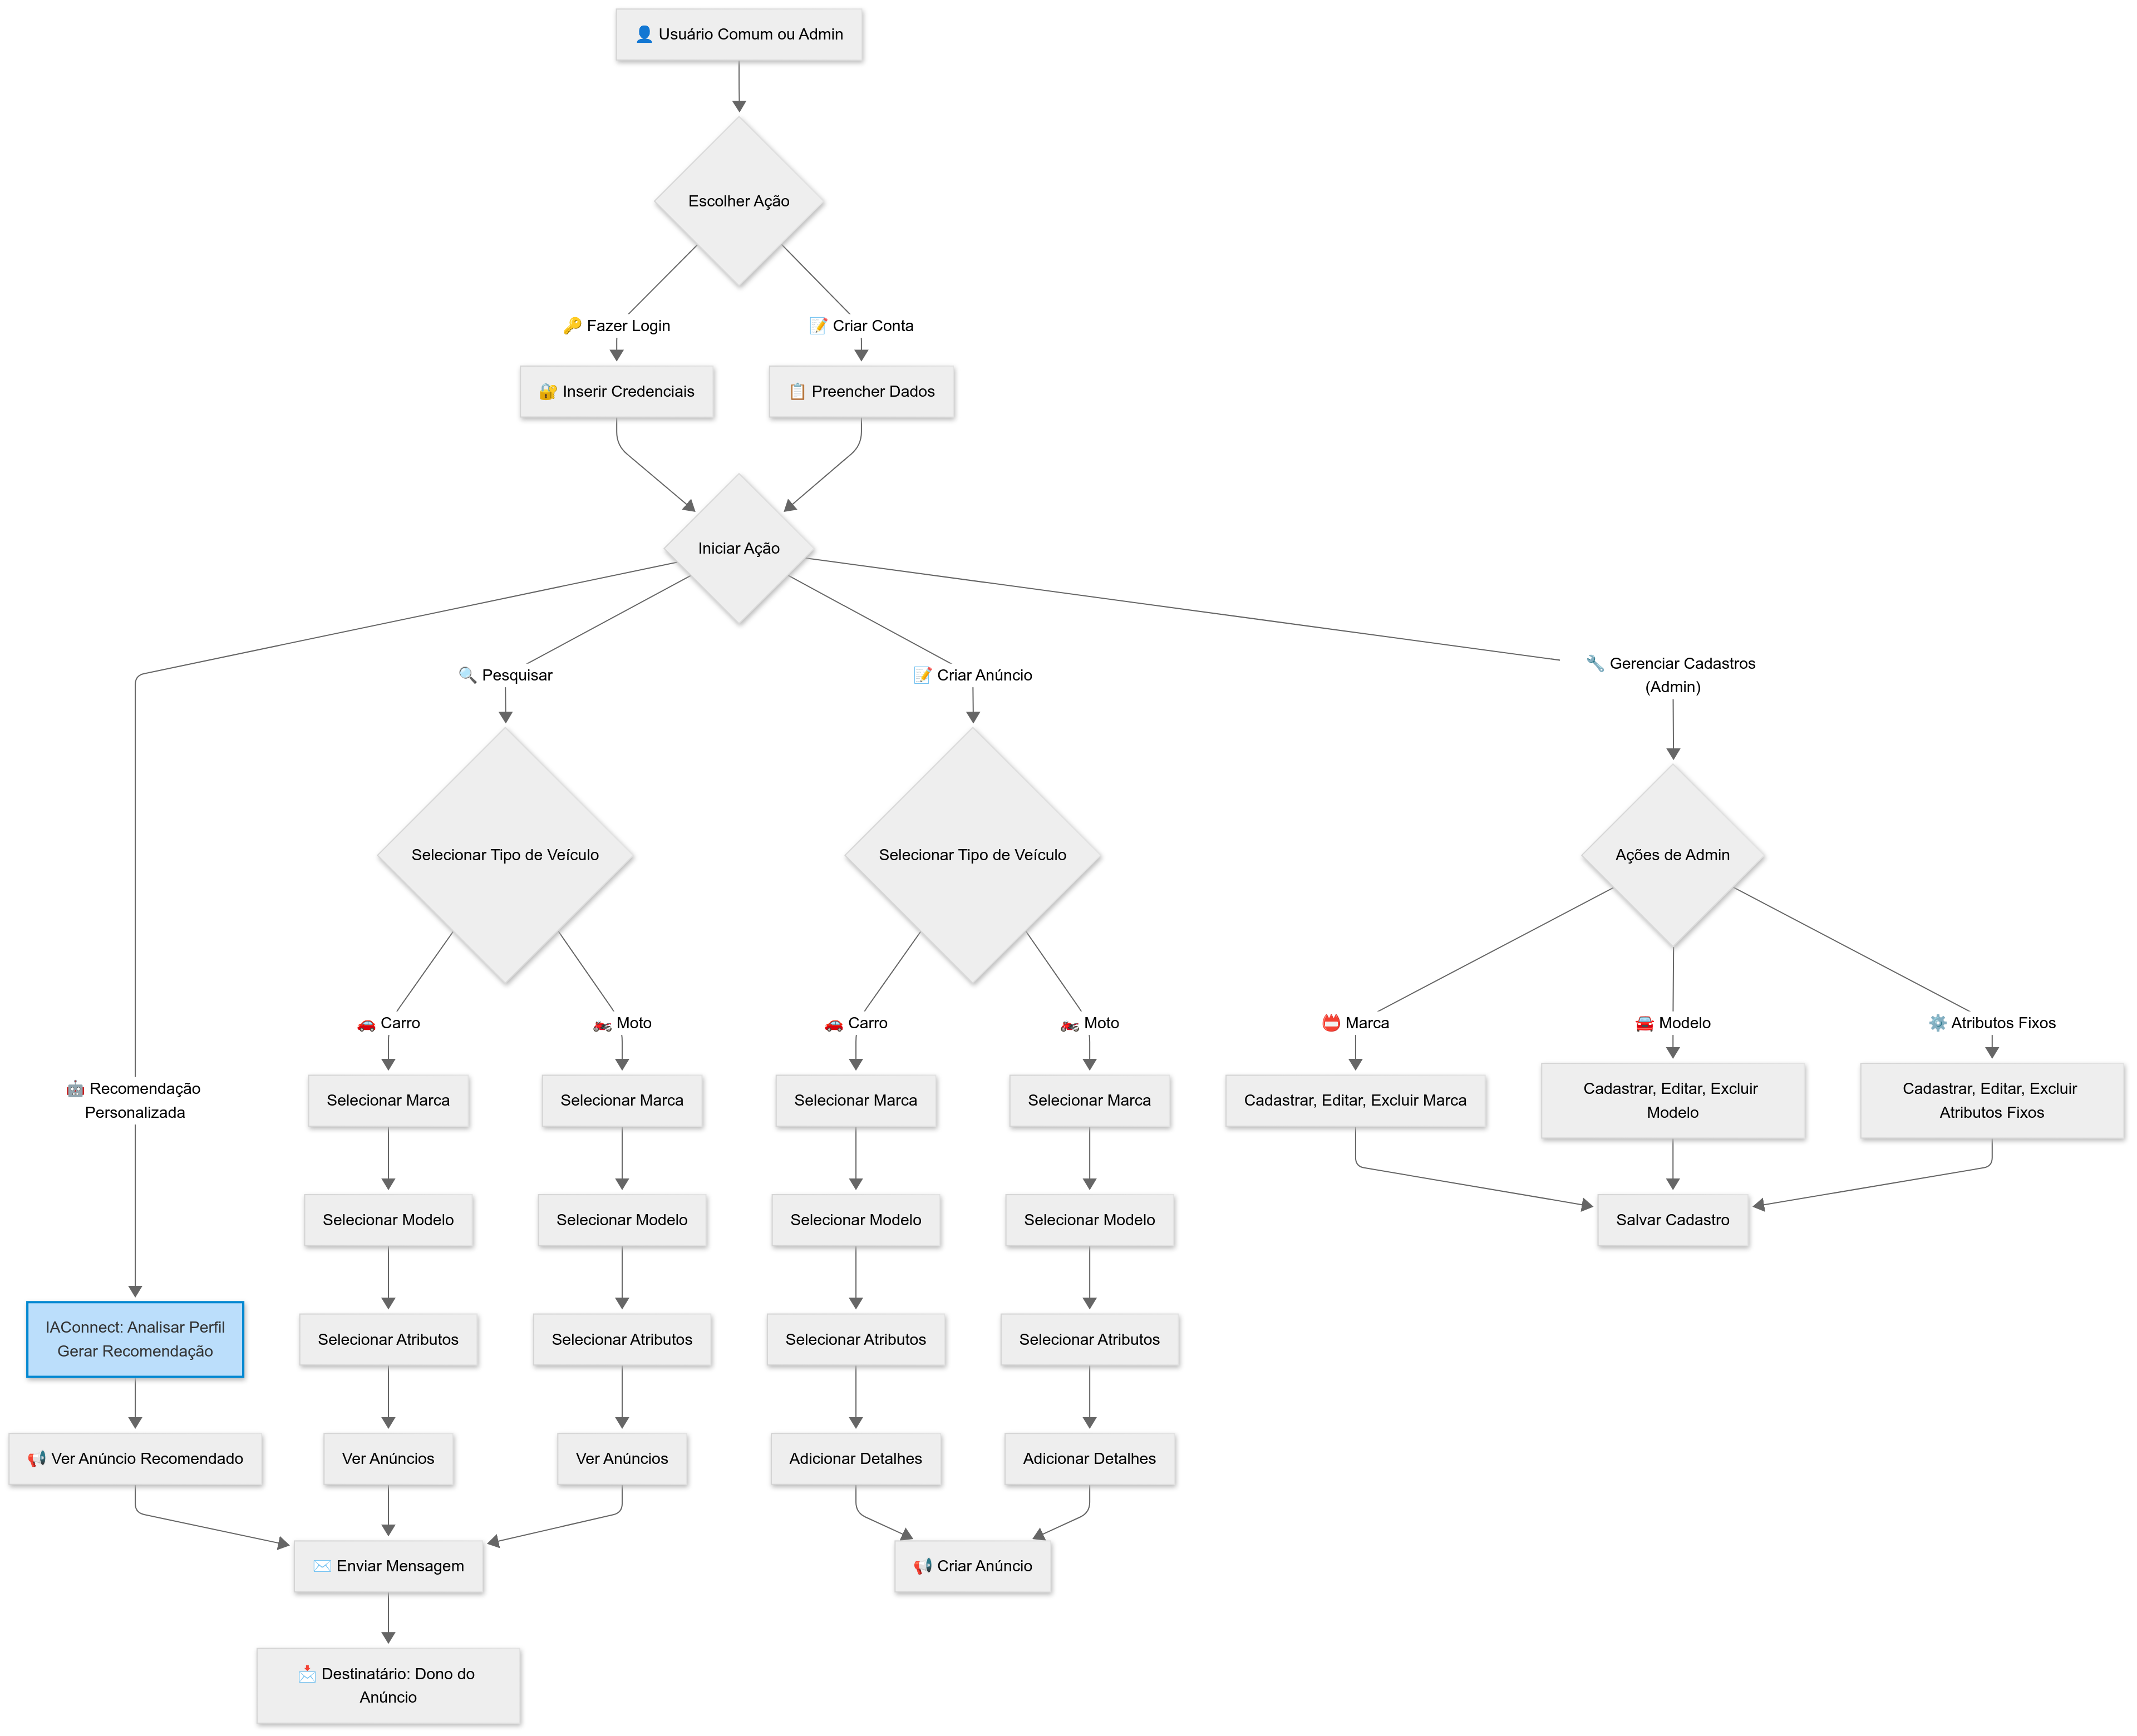 👤 Usuário Comum ou Admin
Escolher Ação
🔑 Fazer Login
📝 Criar Conta
🔐 Inserir Credenciais
📋 Preencher Dados
Iniciar Ação
🔍 Pesquisar
📝 Criar Anúncio
🔧 Gerenciar Cadastros
(Admin)
Selecionar Tipo de Veículo
Selecionar Tipo de Veículo
Ações de Admin
🚗 Carro
🏍️ Moto
🚗 Carro
🏍️ Moto
📛 Marca
🚘 Modelo
⚙️ Atributos Fixos
🤖 Recomendação
Personalizada
Selecionar Marca
Selecionar Marca
Selecionar Marca
Selecionar Marca
Cadastrar, Editar, Excluir Marca
Cadastrar, Editar, Excluir
Modelo
Cadastrar, Editar, Excluir
Atributos Fixos
Selecionar Modelo
Selecionar Modelo
Selecionar Modelo
Selecionar Modelo
Salvar Cadastro
IAConnect: Analisar Perfil
Gerar Recomendação
Selecionar Atributos
Selecionar Atributos
Selecionar Atributos
Selecionar Atributos
📢 Ver Anúncio Recomendado
Ver Anúncios
Ver Anúncios
Adicionar Detalhes
Adicionar Detalhes
✉️ Enviar Mensagem
📢 Criar Anúncio
📩 Destinatário: Dono do
Anúncio